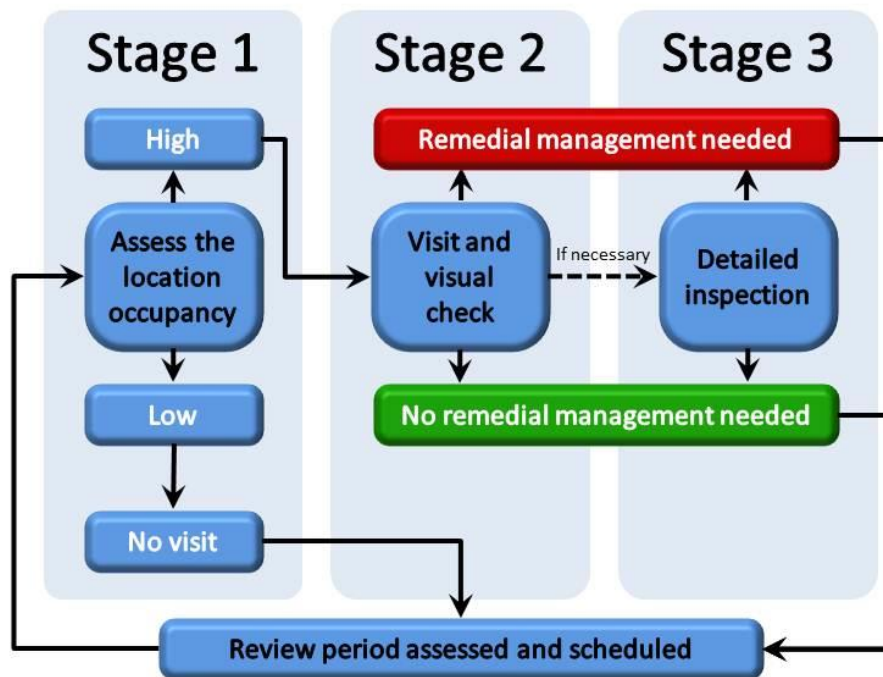 Stage 1
Stage 2
Stage 3
High
Remedial management needed
Assess the
location
occupancy
Visit and
visual
check
If necessary
Detailed
inspection
Low
No remedial management needed
No visit
Review period assessed and scheduled